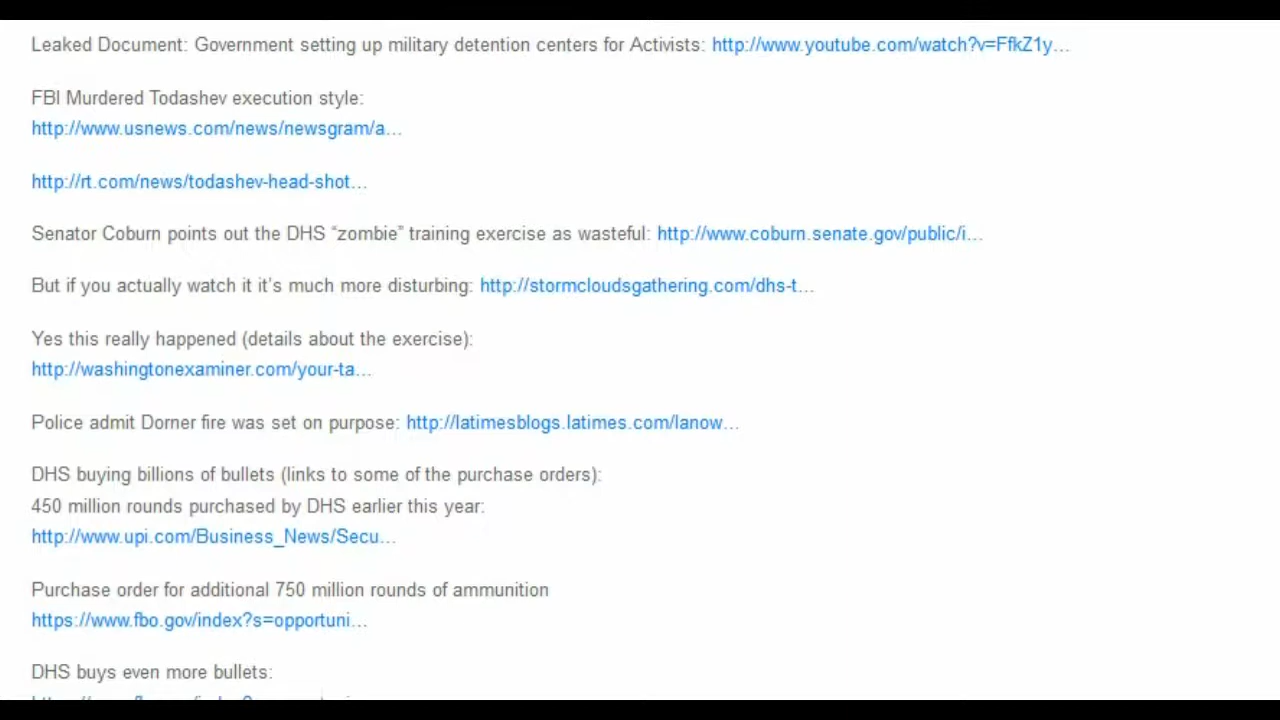 Leaked Document: Government setting up military detention centers for Activists: http://www.youtube.com/watch?v=FfkZ1y...
FBI Murdered Todashev execution style:
http://www.usnews.com/news/newsgram/a...
http://rt.com/news/todashev-head-shot...
Senator Coburn points out the DHS “zombie” training exercise as wasteful: http://www.coburn.senate.gov/public/i...
But if you actually watch it it’s much more disturbing: http://stormcloudsgathering.com/dhs-t...
Yes this really happened (details about the exercise):
http://washingtonexaminer.com/your-ta...
Police admit Dorner fire was set on purpose: http://latimesblogs.latimes.com/lanow...
DHS buying billions of bullets (links to some of the purchase orders):
450 million rounds purchased by DHS earlier this year:
http://www.upi.com/Business_News/Secu...
Purchase order for additional 750 million rounds of ammunition
https://www.fbo.gov/index?s=opportuni...
DHS buys even more bullets: